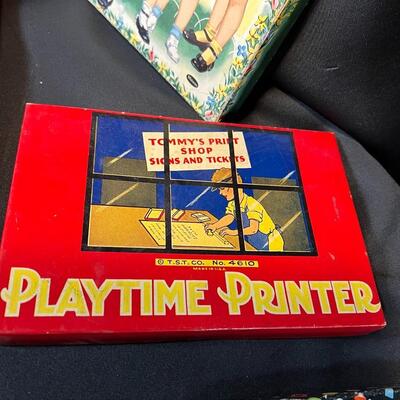 TOMMY'S PRINT
SHOP
SIGNS AND TICKETS
© T.S.T. CO. No. 4610
MADE IN U.S.A.
PLAYTIME PRINTER